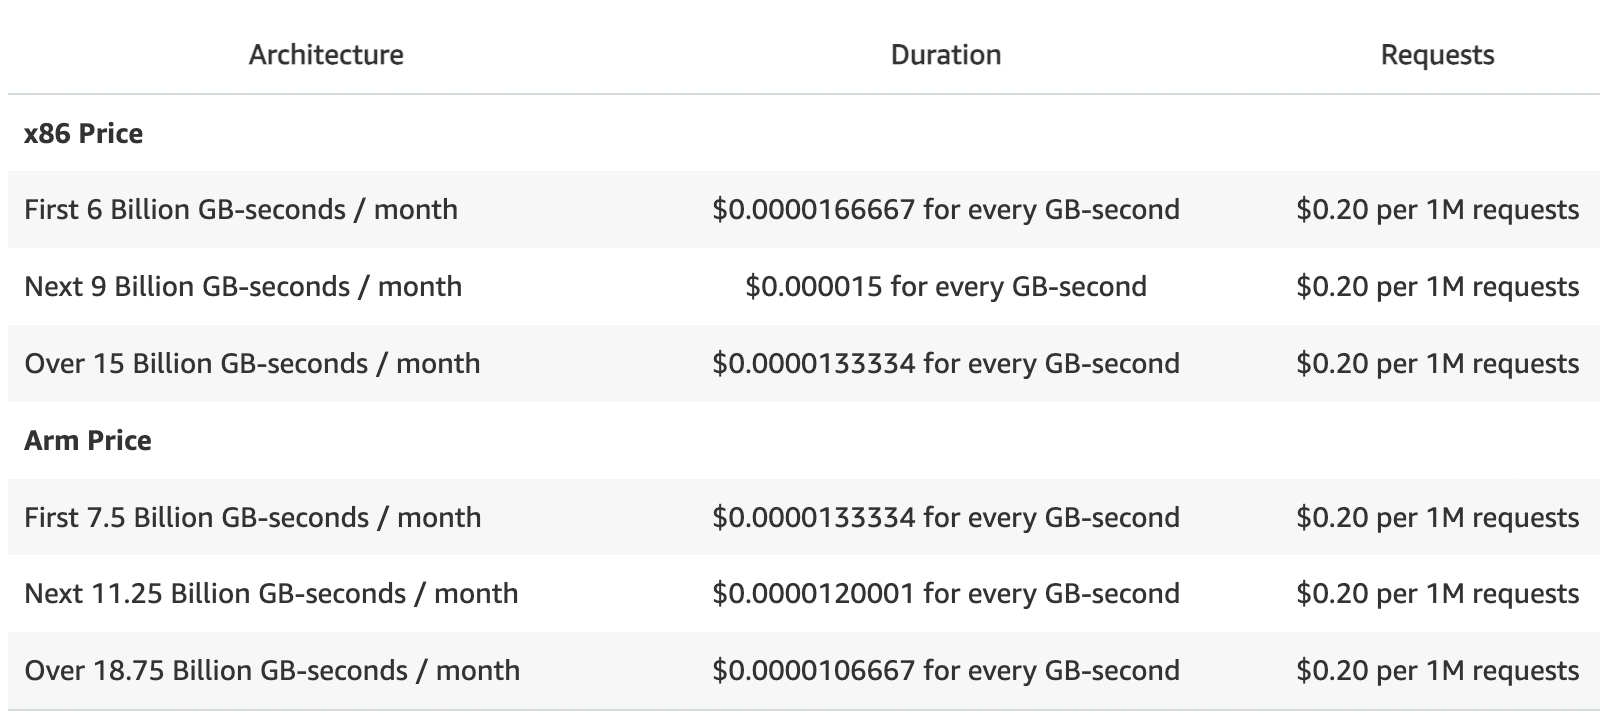 Architecture Duration Requests
x86 Price
First 6 Billion GB-seconds / month $0.0000166667 for every GB-second $0.20 per 1M requests
Next 9 Billion GB-seconds / month $0.000015 for every GB-second $0.20 per 1M requests
Over 15 Billion GB-seconds / month $0.0000133334 for every GB-second $0.20 per 1M requests
Arm Price
First 7.5 Billion GB-seconds / month $0.0000133334 for every GB-second $0.20 per 1M requests
Next 11.25 Billion GB-seconds / month $0.0000120001 for every GB-second $0.20 per 1M requests
Over 18.75 Billion GB-seconds / month $0.0000106667 for every GB-second $0.20 per 1M requests